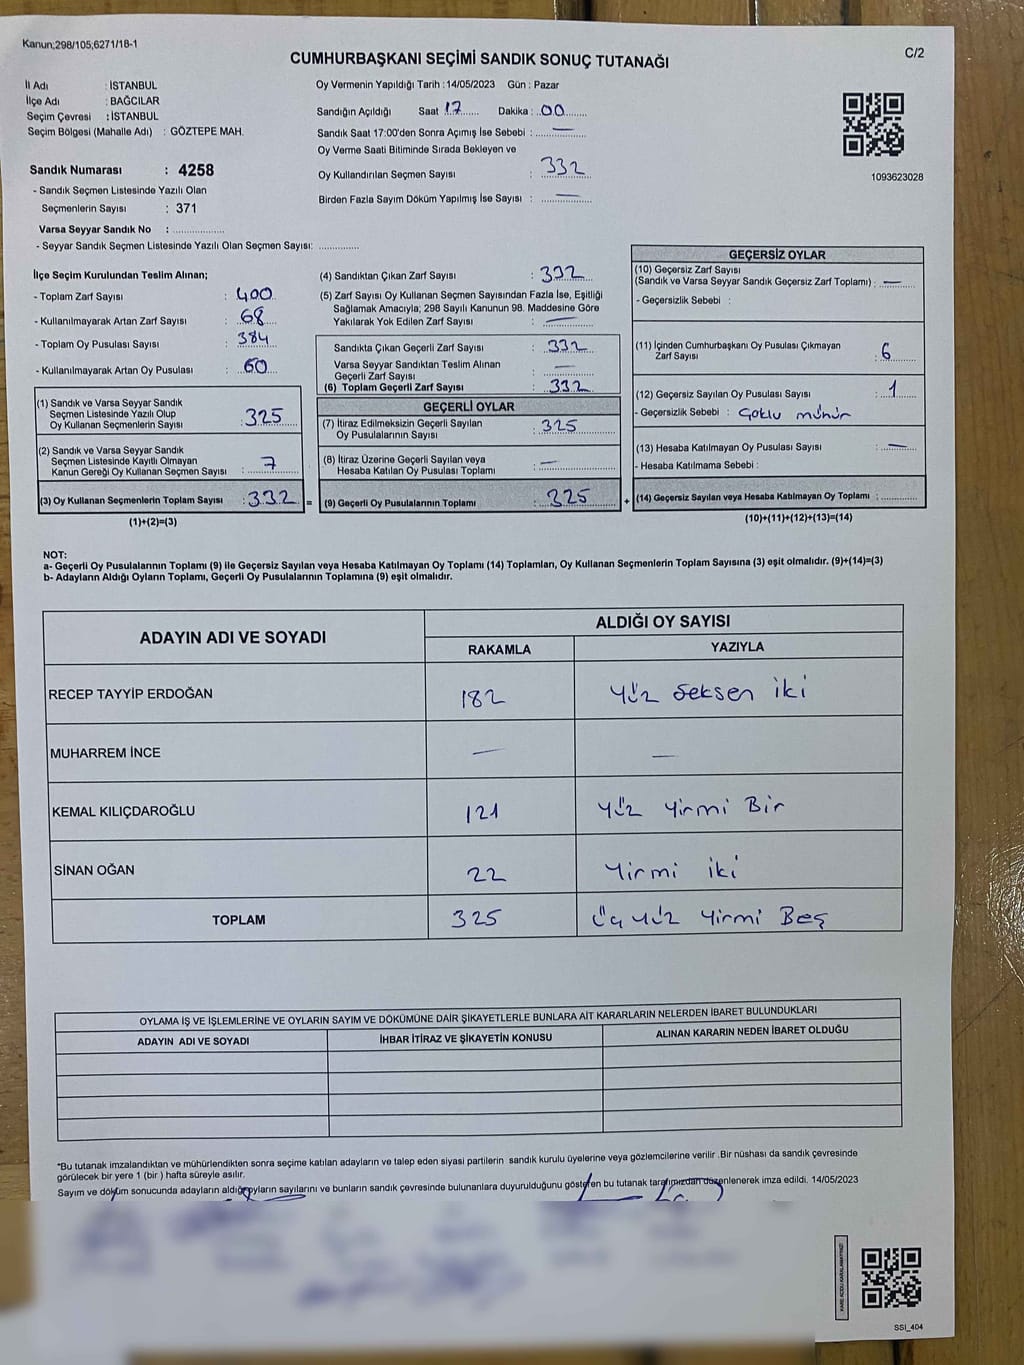 Kanun;298/105;6271/18-1
C/2
CUMHURBAŞKANI SEÇİMİ SANDIK SONUÇ TUTANAĞI
İl Adı : İSTANBUL
İlçe Adı : BAĞCILAR
Seçim Çevresi : İSTANBUL
Seçim Bölgesi (Mahalle Adı) : GÖZTEPE MAH.
Sandık Numarası : 4258
- Sandık Seçmen Listesinde Yazılı Olan
Seçmenlerin Sayısı : 371
Varsa Seyyar Sandık No :
- Seyyar Sandık Seçmen Listesinde Yazılı Olan Seçmen Sayısı:
Oy Vermenin Yapıldığı Tarih : 14/05/2023 Gün : Pazar
Sandığın Açıldığı Saat 17 Dakika : 00
Sandık Saat 17:00'den Sonra Açımış İse Sebebi : —
Oy Verme Saati Bitiminde Sırada Bekleyen ve
Oy Kullandırılan Seçmen Sayısı : 332
Birden Fazla Sayım Döküm Yapılmış İse Sayısı : —
1093623028
İlçe Seçim Kurulundan Teslim Alınan;
- Toplam Zarf Sayısı : 400
- Kullanılmayarak Artan Zarf Sayısı : 68
- Toplam Oy Pusulası Sayısı : 384
- Kullanılmayarak Artan Oy Pusulası : 60
(1) Sandık ve Varsa Seyyar Sandık
Seçmen Listesinde Yazılı Olup
Oy Kullanan Seçmenlerin Sayısı : 325
(2) Sandık ve Varsa Seyyar Sandık
Seçmen Listesinde Kayıtlı Olmayan
Kanun Gereği Oy Kullanan Seçmen Sayısı : 7
(3) Oy Kullanan Seçmenlerin Toplam Sayısı : 332 =
(1)+(2)=(3)
(4) Sandıktan Çıkan Zarf Sayısı : 332
(5) Zarf Sayısı Oy Kullanan Seçmen Sayısından Fazla İse, Eşitliği
Sağlamak Amacıyla; 298 Sayılı Kanunun 98. Maddesine Göre
Yakılarak Yok Edilen Zarf Sayısı : —
Sandıkta Çıkan Geçerli Zarf Sayısı : 332
Varsa Seyyar Sandıktan Teslim Alınan
Geçerli Zarf Sayısı : —
(6) Toplam Geçerli Zarf Sayısı : 332
GEÇERLİ OYLAR
(7) İtiraz Edilmeksizin Geçerli Sayılan
Oy Pusulalarının Sayısı : 325
(8) İtiraz Üzerine Geçerli Sayılan veya
Hesaba Katılan Oy Pusulası Toplamı : —
(9) Geçerli Oy Pusulalarının Toplamı : 325 +
GEÇERSİZ OYLAR
(10) Geçersiz Zarf Sayısı
(Sandık ve Varsa Seyyar Sandık Geçersiz Zarf Toplamı) : —
- Geçersizlik Sebebi :
(11) İçinden Cumhurbaşkanı Oy Pusulası Çıkmayan
Zarf Sayısı : 6
(12) Geçersiz Sayılan Oy Pusulası Sayısı : 1
- Geçersizlik Sebebi : Çoklu mühür
(13) Hesaba Katılmayan Oy Pusulası Sayısı : —
- Hesaba Katılmama Sebebi :
(14) Geçersiz Sayılan veya Hesaba Katılmayan Oy Toplamı :
(10)+(11)+(12)+(13)=(14)
NOT:
a- Geçerli Oy Pusulalarının Toplamı (9) ile Geçersiz Sayılan veya Hesaba Katılmayan Oy Toplamı (14) Toplamları, Oy Kullanan Seçmenlerin Toplam Sayısına (3) eşit olmalıdır. (9)+(14)=(3)
b- Adayların Aldığı Oyların Toplamı, Geçerli Oy Pusulalarının Toplamına (9) eşit olmalıdır.
ADAYIN ADI VE SOYADI
ALDIĞI OY SAYISI
RAKAMLA YAZIYLA
RECEP TAYYİP ERDOĞAN 182 Yüz Seksen iki
MUHARREM İNCE — —
KEMAL KILIÇDAROĞLU 121 Yüz Yirmi Bir
SİNAN OĞAN 22 Yirmi iki
TOPLAM 325 Üç Yüz Yirmi Beş
OYLAMA İŞ VE İŞLEMLERİNE VE OYLARIN SAYIM VE DÖKÜMÜNE DAİR ŞİKAYETLERLE BUNLARA AİT KARARLARIN NELERDEN İBARET BULUNDUKLARI
ADAYIN ADI VE SOYADI İHBAR İTİRAZ VE ŞİKAYETİN KONUSU ALINAN KARARIN NEDEN İBARET OLDUĞU
*Bu tutanak imzalandıktan ve mühürlendikten sonra seçime katılan adayların ve talep eden siyasi partilerin sandık kurulu üyelerine veya gözlemcilerine verilir .Bir nüshası da sandık çevresinde
görülecek bir yere 1 (bir ) hafta süreyle asılır.
Sayım ve döküm sonucunda adayların aldığı oyların sayılarını ve bunların sandık çevresinde bulunanlara duyurulduğunu gösteren bu tutanak tarafımızdan düzenlenerek imza edildi. 14/05/2023
SSI_404